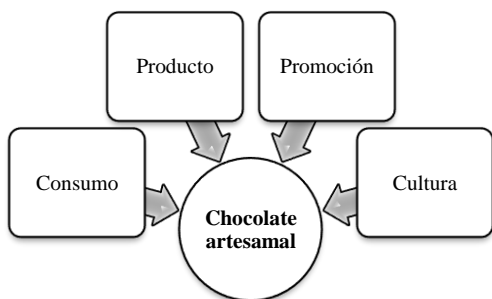 Producto
Promoción
Consumo
Cultura
Chocolate
artesamal